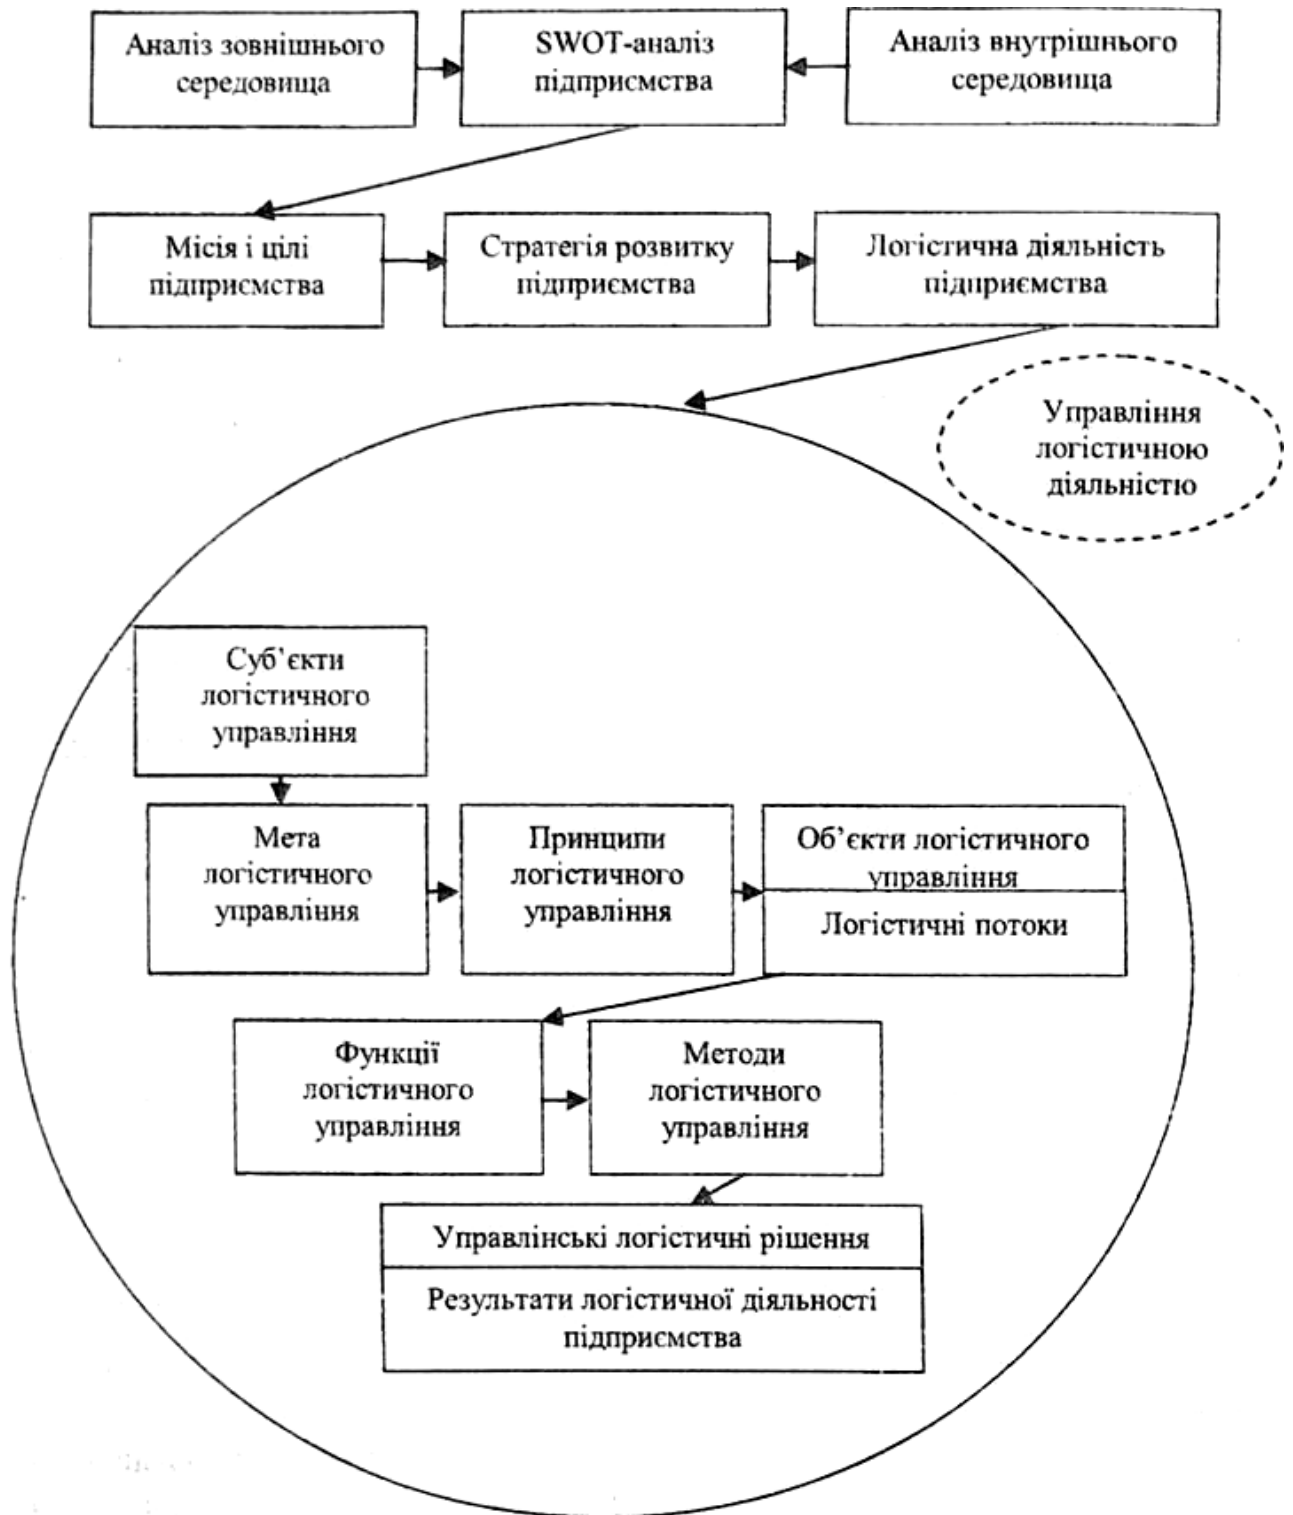 Аналіз зовнішнього
середовища
SWOT-аналіз
підприємства
Аналіз внутрішнього
середовища
Місія і цілі
підприємства
Стратегія розвитку
підприємства
Логістична діяльність
підприємства
Управління
логістичною
діяльністю
Суб’єкти
логістичного
управління
Мета
логістичного
управління
Принципи
логістичного
управління
Об’єкти логістичного
управління
Логістичні потоки
Функції
логістичного
управління
Методи
логістичного
управління
Управлінські логістичні рішення
Результати логістичної діяльності
підприємства